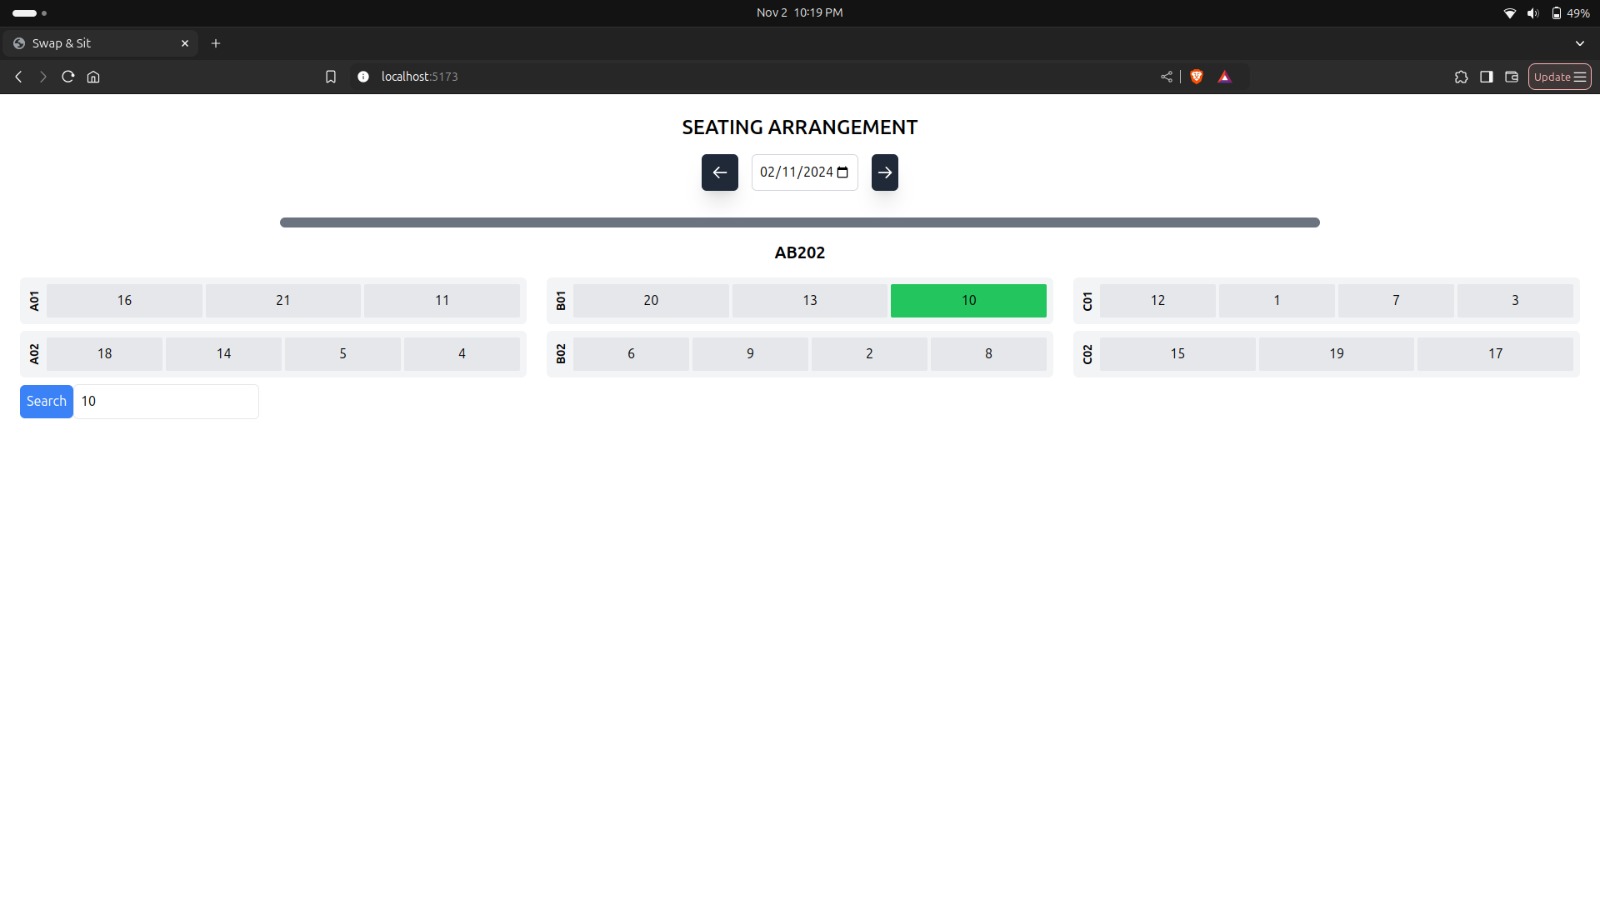 Nov 2 10:19 PM
49%
Swap & Sit
localhost:5173
Update
SEATING ARRANGEMENT
02/11/2024
AB202
A01 16 21 11 B01 20 13 10 C01 12 1 7 3
A02 18 14 5 4 B02 6 9 2 8 C02 15 19 17
Search 10